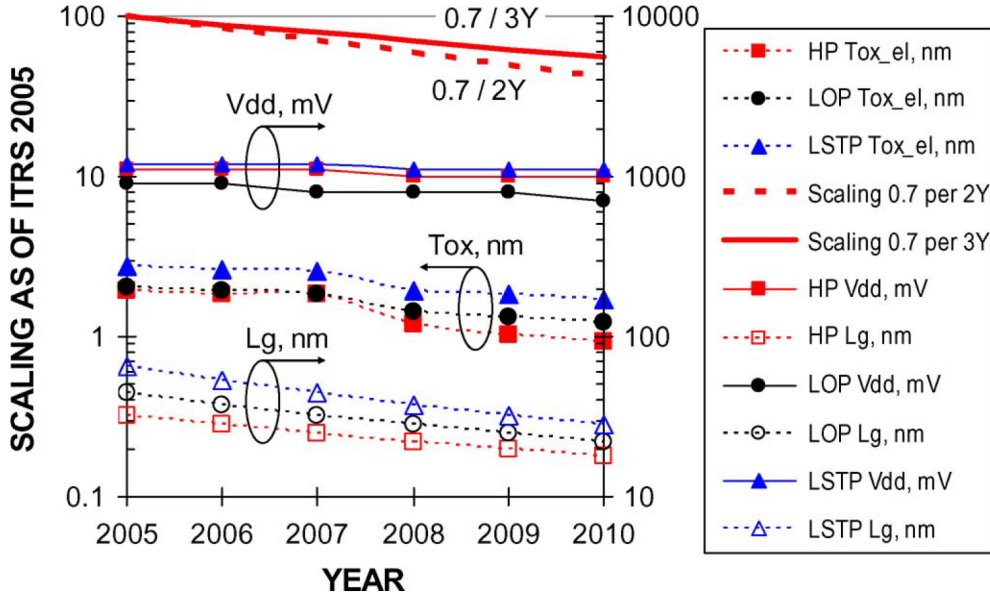 SCALING AS OF ITRS 2005
100
10
1
0.1
0.7 / 3Y
0.7 / 2Y
Vdd, mV
Tox, nm
Lg, nm
10000
1000
100
10
2005 2006 2007 2008 2009 2010
YEAR
HP Tox_el, nm
LOP Tox_el, nm
LSTP Tox_el, nm
Scaling 0.7 per 2Y
Scaling 0.7 per 3Y
HP Vdd, mV
HP Lg, nm
LOP Vdd, mV
LOP Lg, nm
LSTP Vdd, mV
LSTP Lg, nm